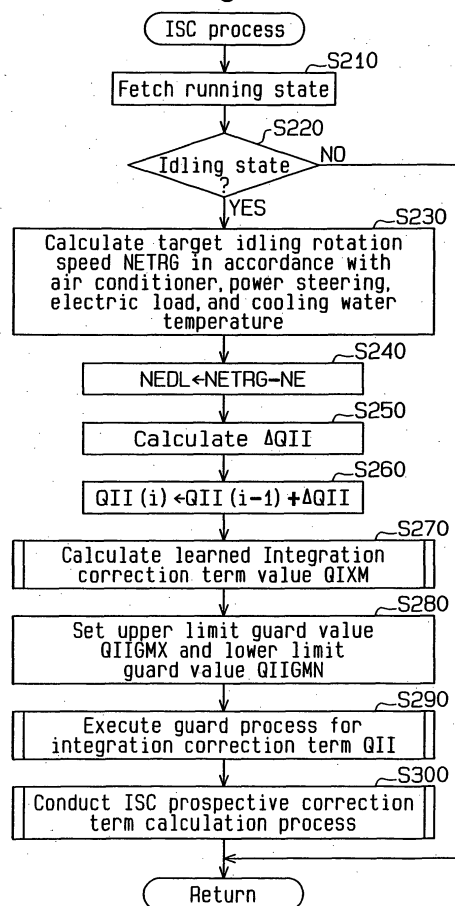 ISC process
S210
Fetch running state
S220
Idling state
?
NO
YES
S230
Calculate target idling rotation
speed NETRG in accordance with
air conditioner, power steering,
electric load, and cooling water
temperature
S240
NEDL←NETRG-NE
S250
Calculate ΔQII
S260
QII(i)←QII(i-1)+ΔQII
S270
Calculate learned Integration
correction term value QIXM
S280
Set upper limit guard value
QIIGMX and lower limit
guard value QIIGMN
S290
Execute guard process for
integration correction term QII
S300
Conduct ISC prospective correction
term calculation process
Return